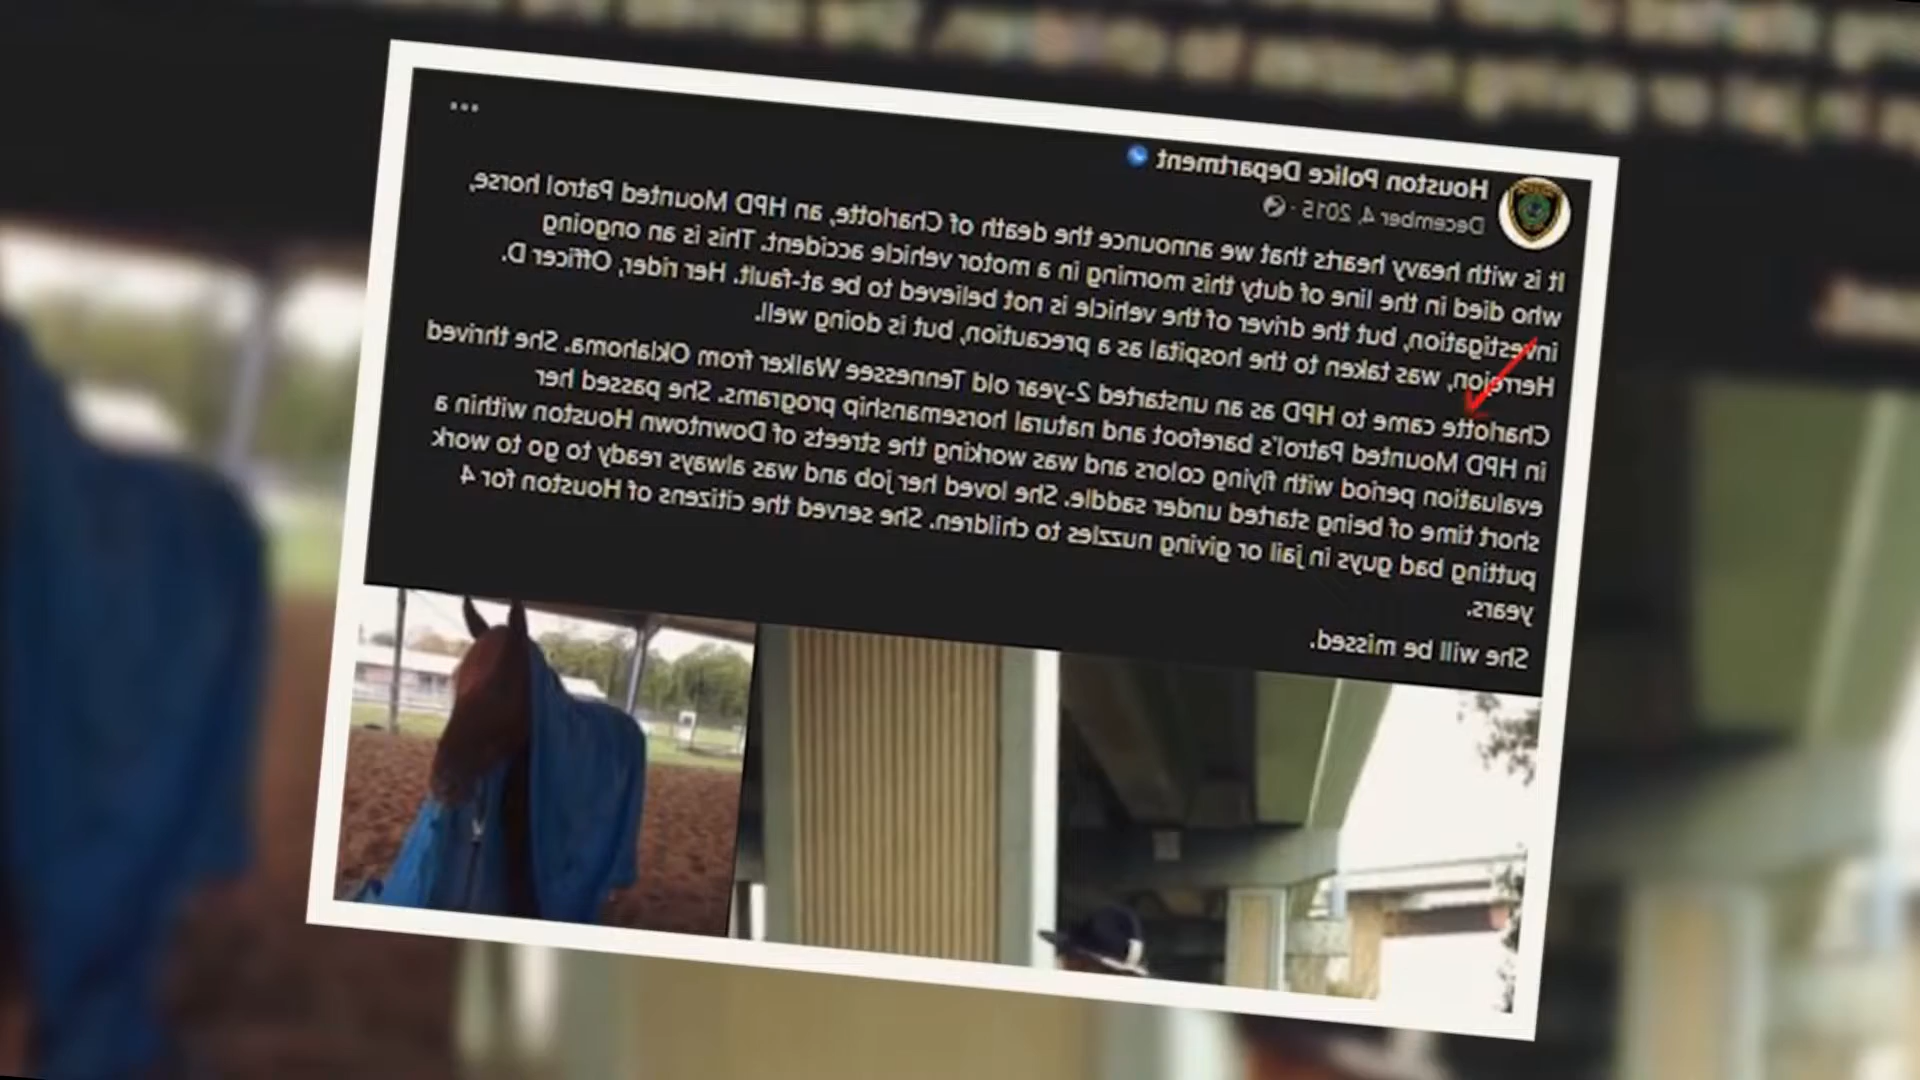 Houston Police Department
December 4, 2015 ·
It is with heavy hearts that we announce the death of Charlotte, an HPD Mounted Patrol horse,
who died in the line of duty this morning in a motor vehicle accident. This is an ongoing
investigation, but the driver of the vehicle is not believed to be at-fault. Her rider, Officer D.
Herrejon, was taken to the hospital as a precaution, but is doing well.
Charlotte came to HPD as an unstarted 2-year old Tennessee Walker from Oklahoma. She thrived
in HPD Mounted Patrol's barefoot and natural horsemanship programs. She passed her
evaluation period with flying colors and was working the streets of Downtown Houston within a
short time of being started under saddle. She loved her job and was always ready to go to work
putting bad guys in jail or giving nuzzles to children. She served the citizens of Houston for 4
years.
She will be missed.